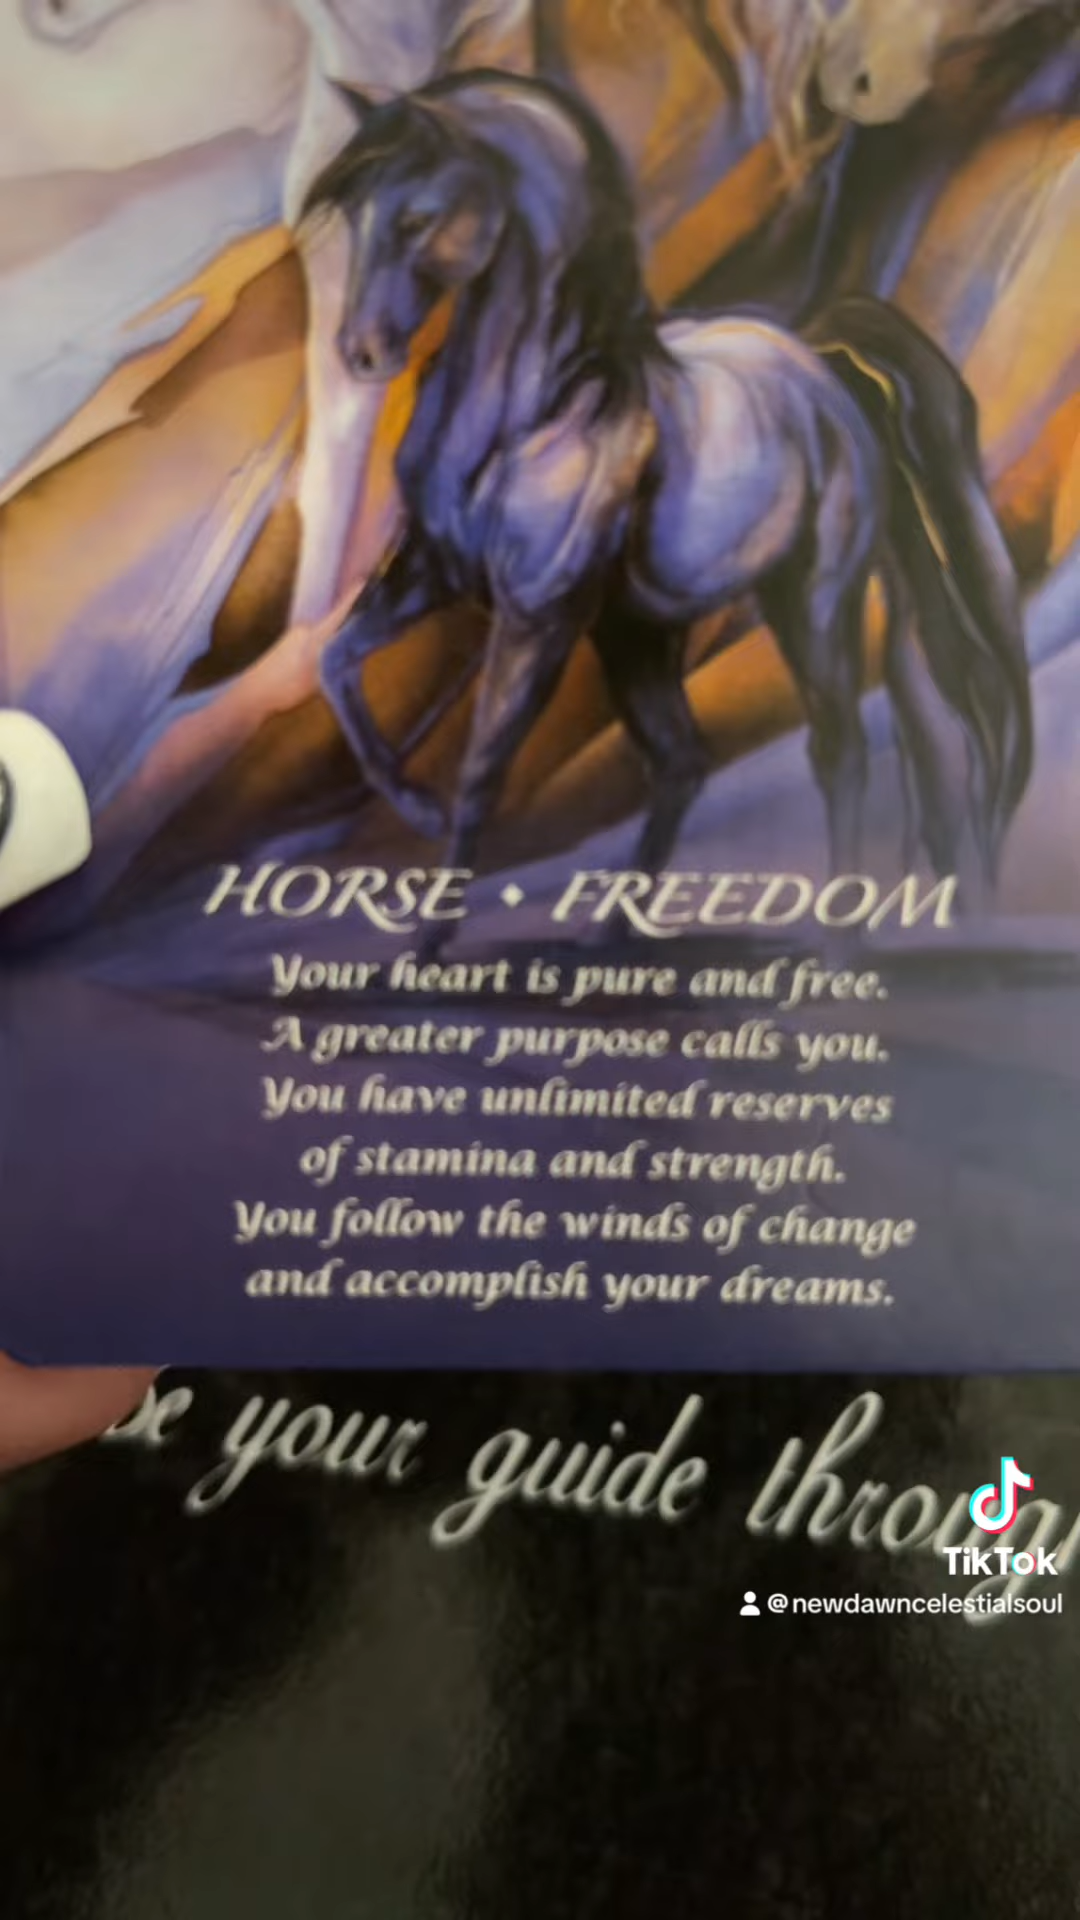 HORSE • FREEDOM
Your heart is pure and free.
A greater purpose calls you.
You have unlimited reserves
of stamina and strength.
You follow the winds of change
and accomplish your dreams.
your guide
TikTok
@newdawncelestialsoul